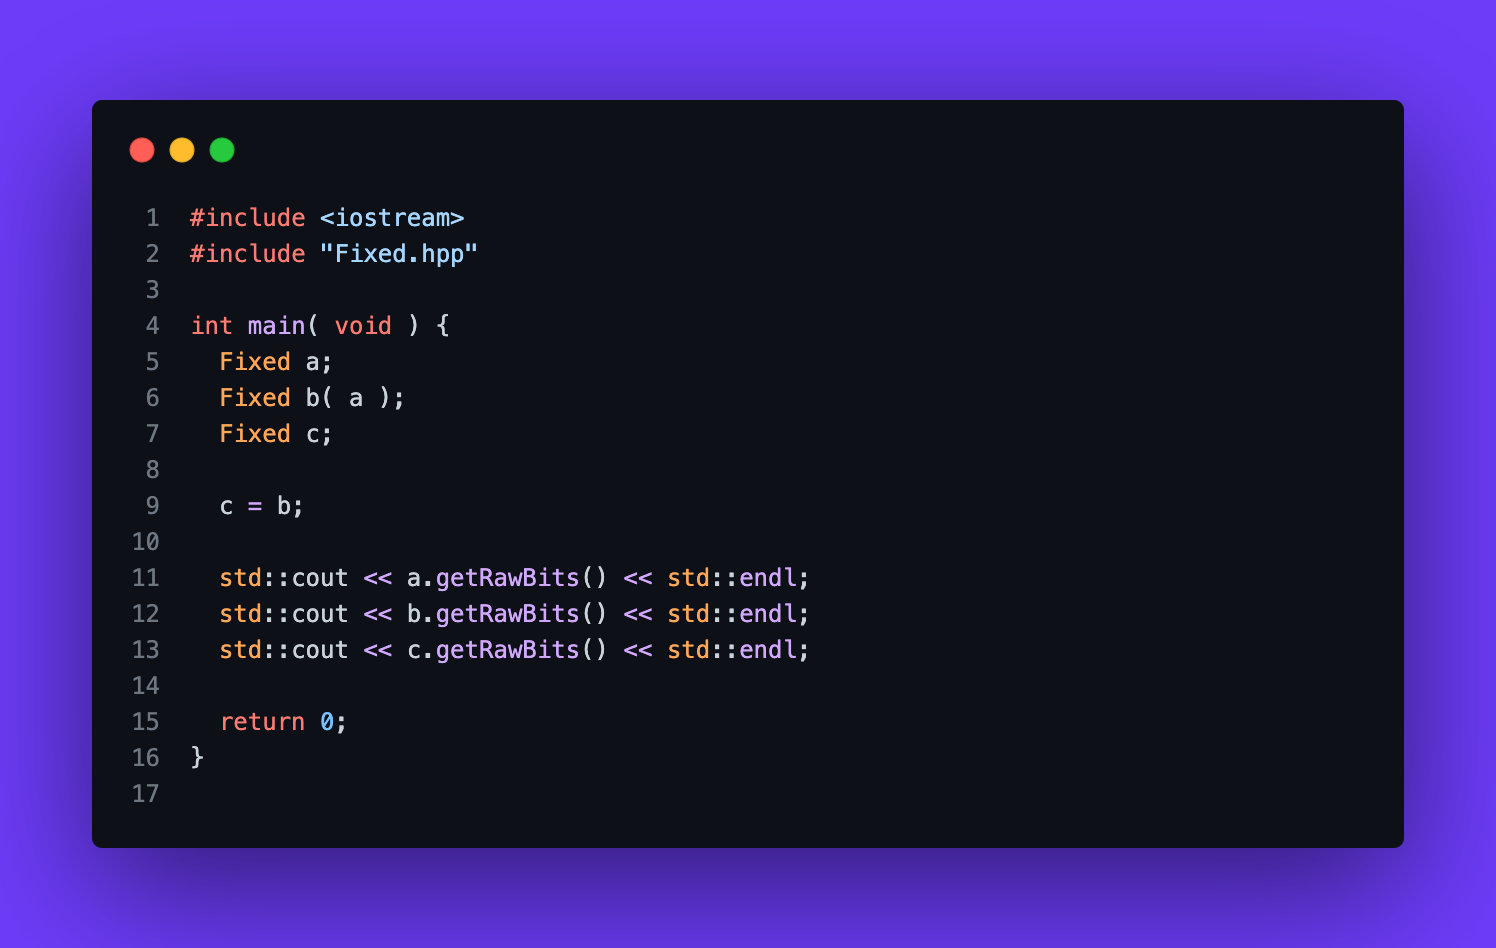 1 #include <iostream>
2 #include "Fixed.hpp"
3
4 int main( void ) {
5   Fixed a;
6   Fixed b( a );
7   Fixed c;
8
9   c = b;
10
11   std::cout << a.getRawBits() << std::endl;
12   std::cout << b.getRawBits() << std::endl;
13   std::cout << c.getRawBits() << std::endl;
14
15   return 0;
16 }
17